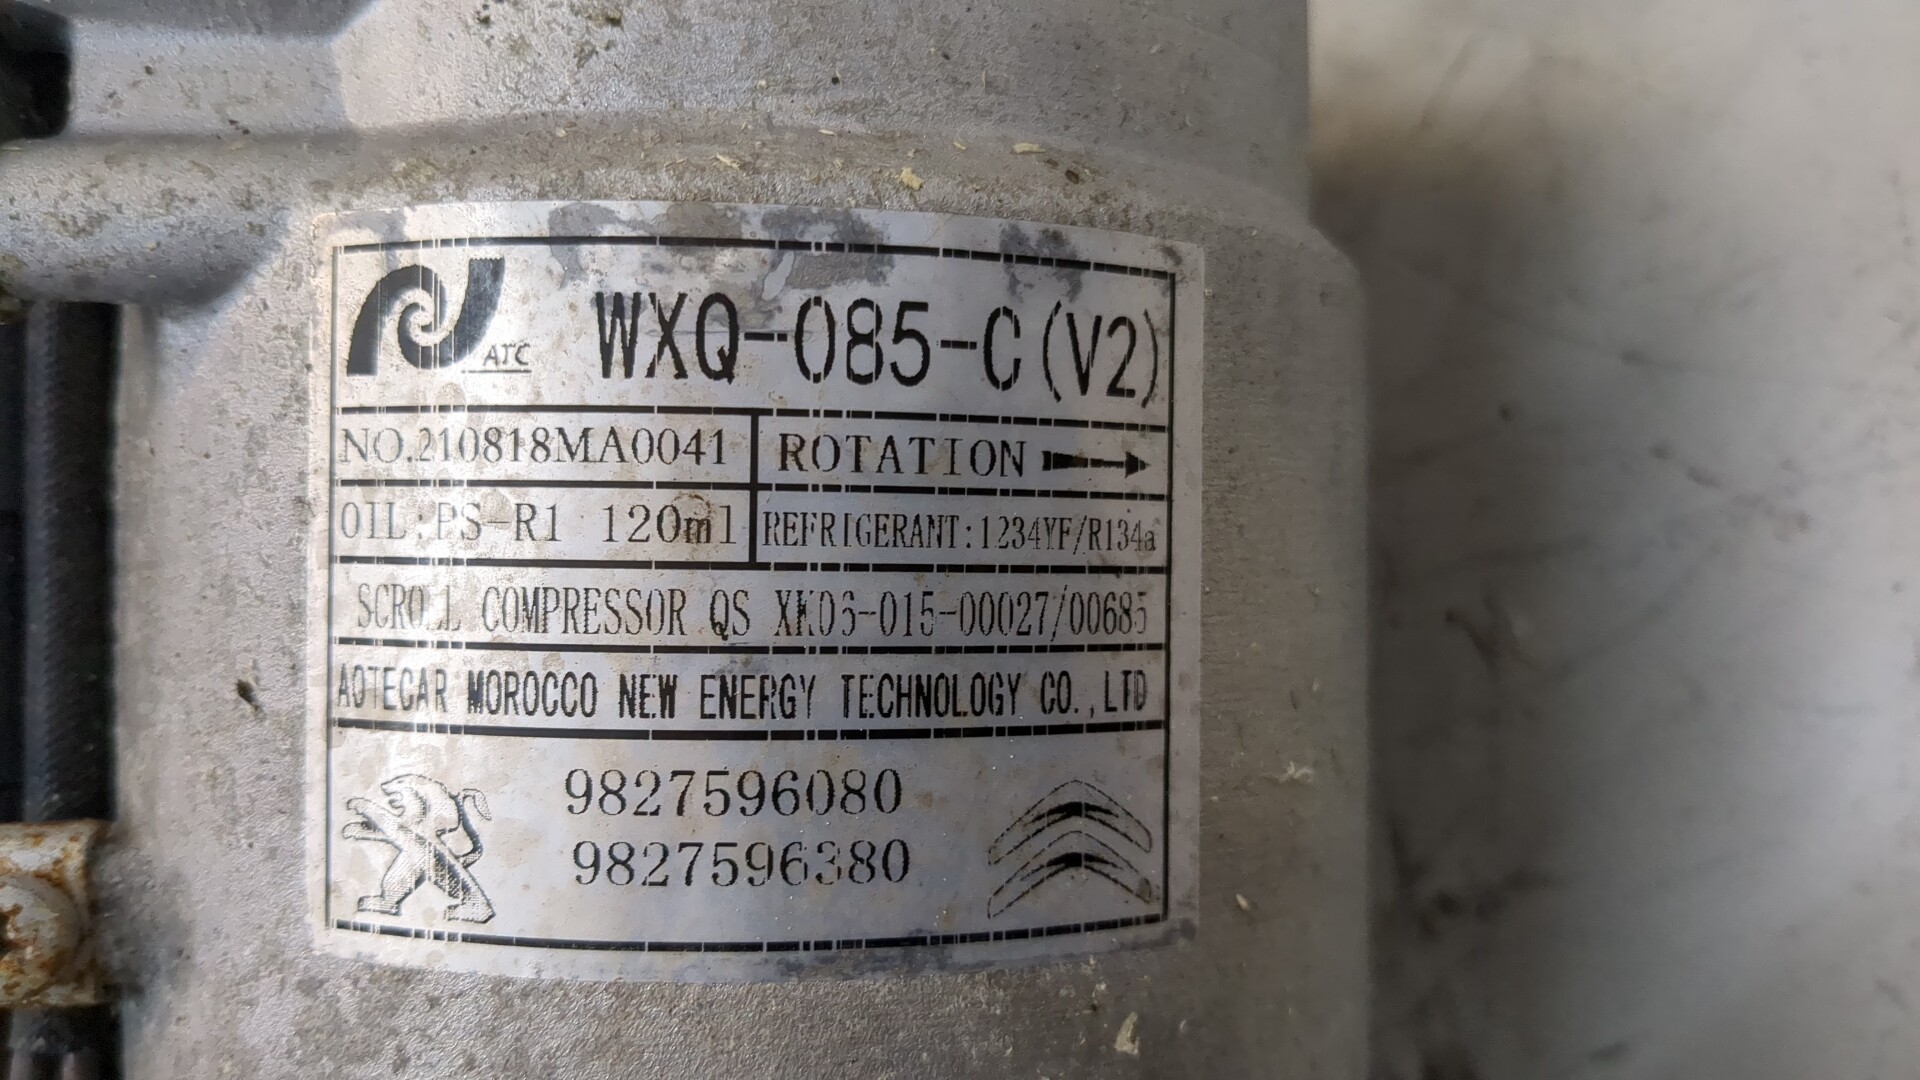 ATC WXQ-085-C(V2)
NO.210818MA0041 ROTATION
OIL:PS-R1 120ml REFRIGERANT:1234YF/R134a
SCROLL COMPRESSOR QS XK06-015-00027/00685
AOTECAR MOROCCO NEW ENERGY TECHNOLOGY CO.,LTD
9827596080
9827596380